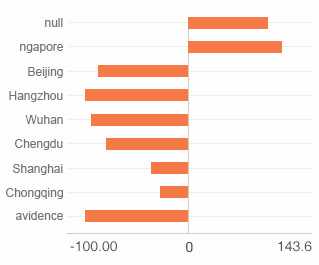 null
ngapore
Beijing
Hangzhou
Wuhan
Chengdu
Shanghai
Chongqing
avidence
-100.00 0 143.6